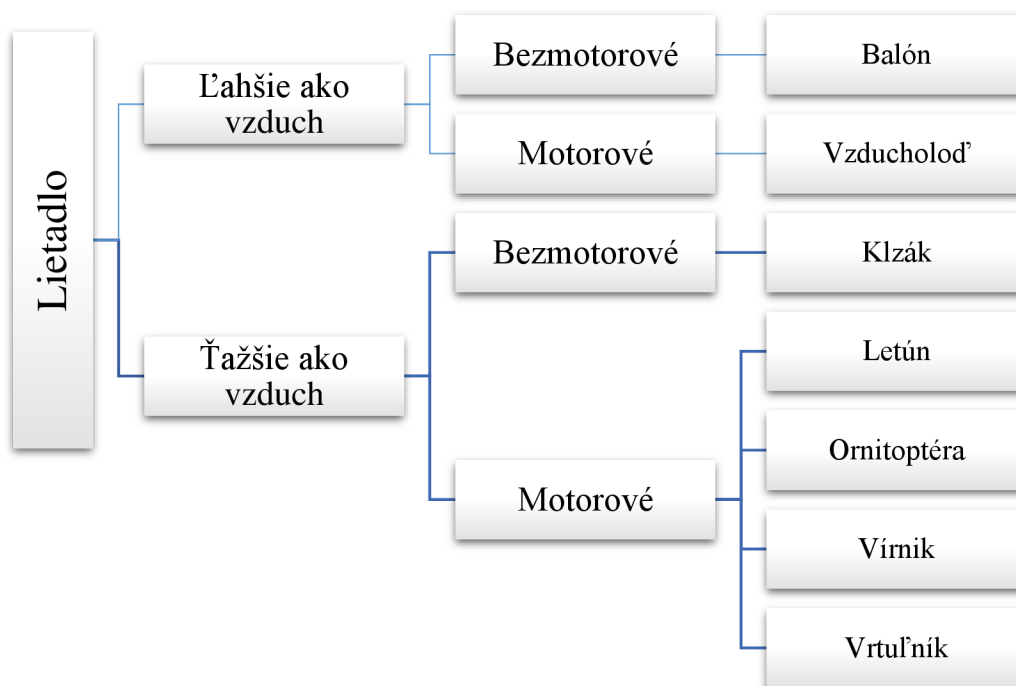 Lietadlo
Ľahšie ako
vzduch
Bezmotorové
Balón
Motorové
Vzducholoď
Ťažšie ako
vzduch
Bezmotorové
Klzák
Motorové
Letún
Ornitoptéra
Vírnik
Vrtuľník